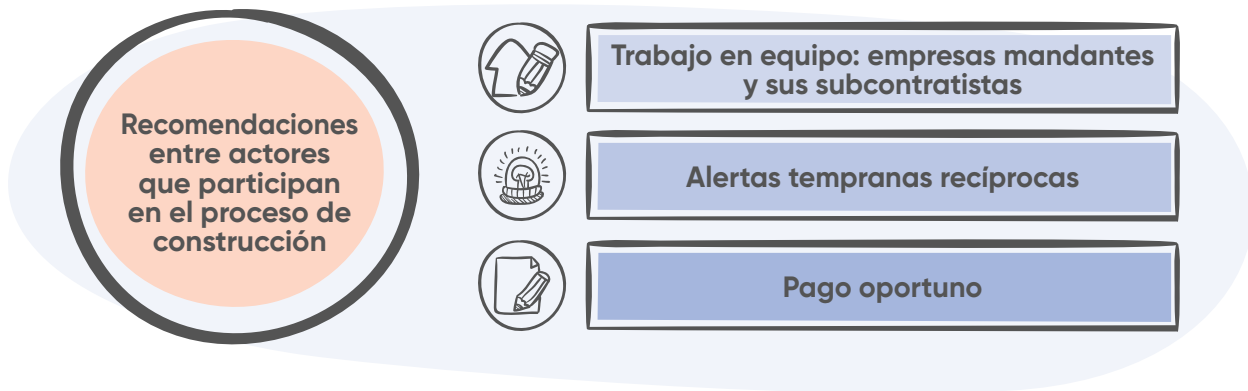 Recomendaciones
entre actores
que participan
en el proceso de
construcción
Trabajo en equipo: empresas mandantes
y sus subcontratistas
Alertas tempranas recíprocas
Pago oportuno